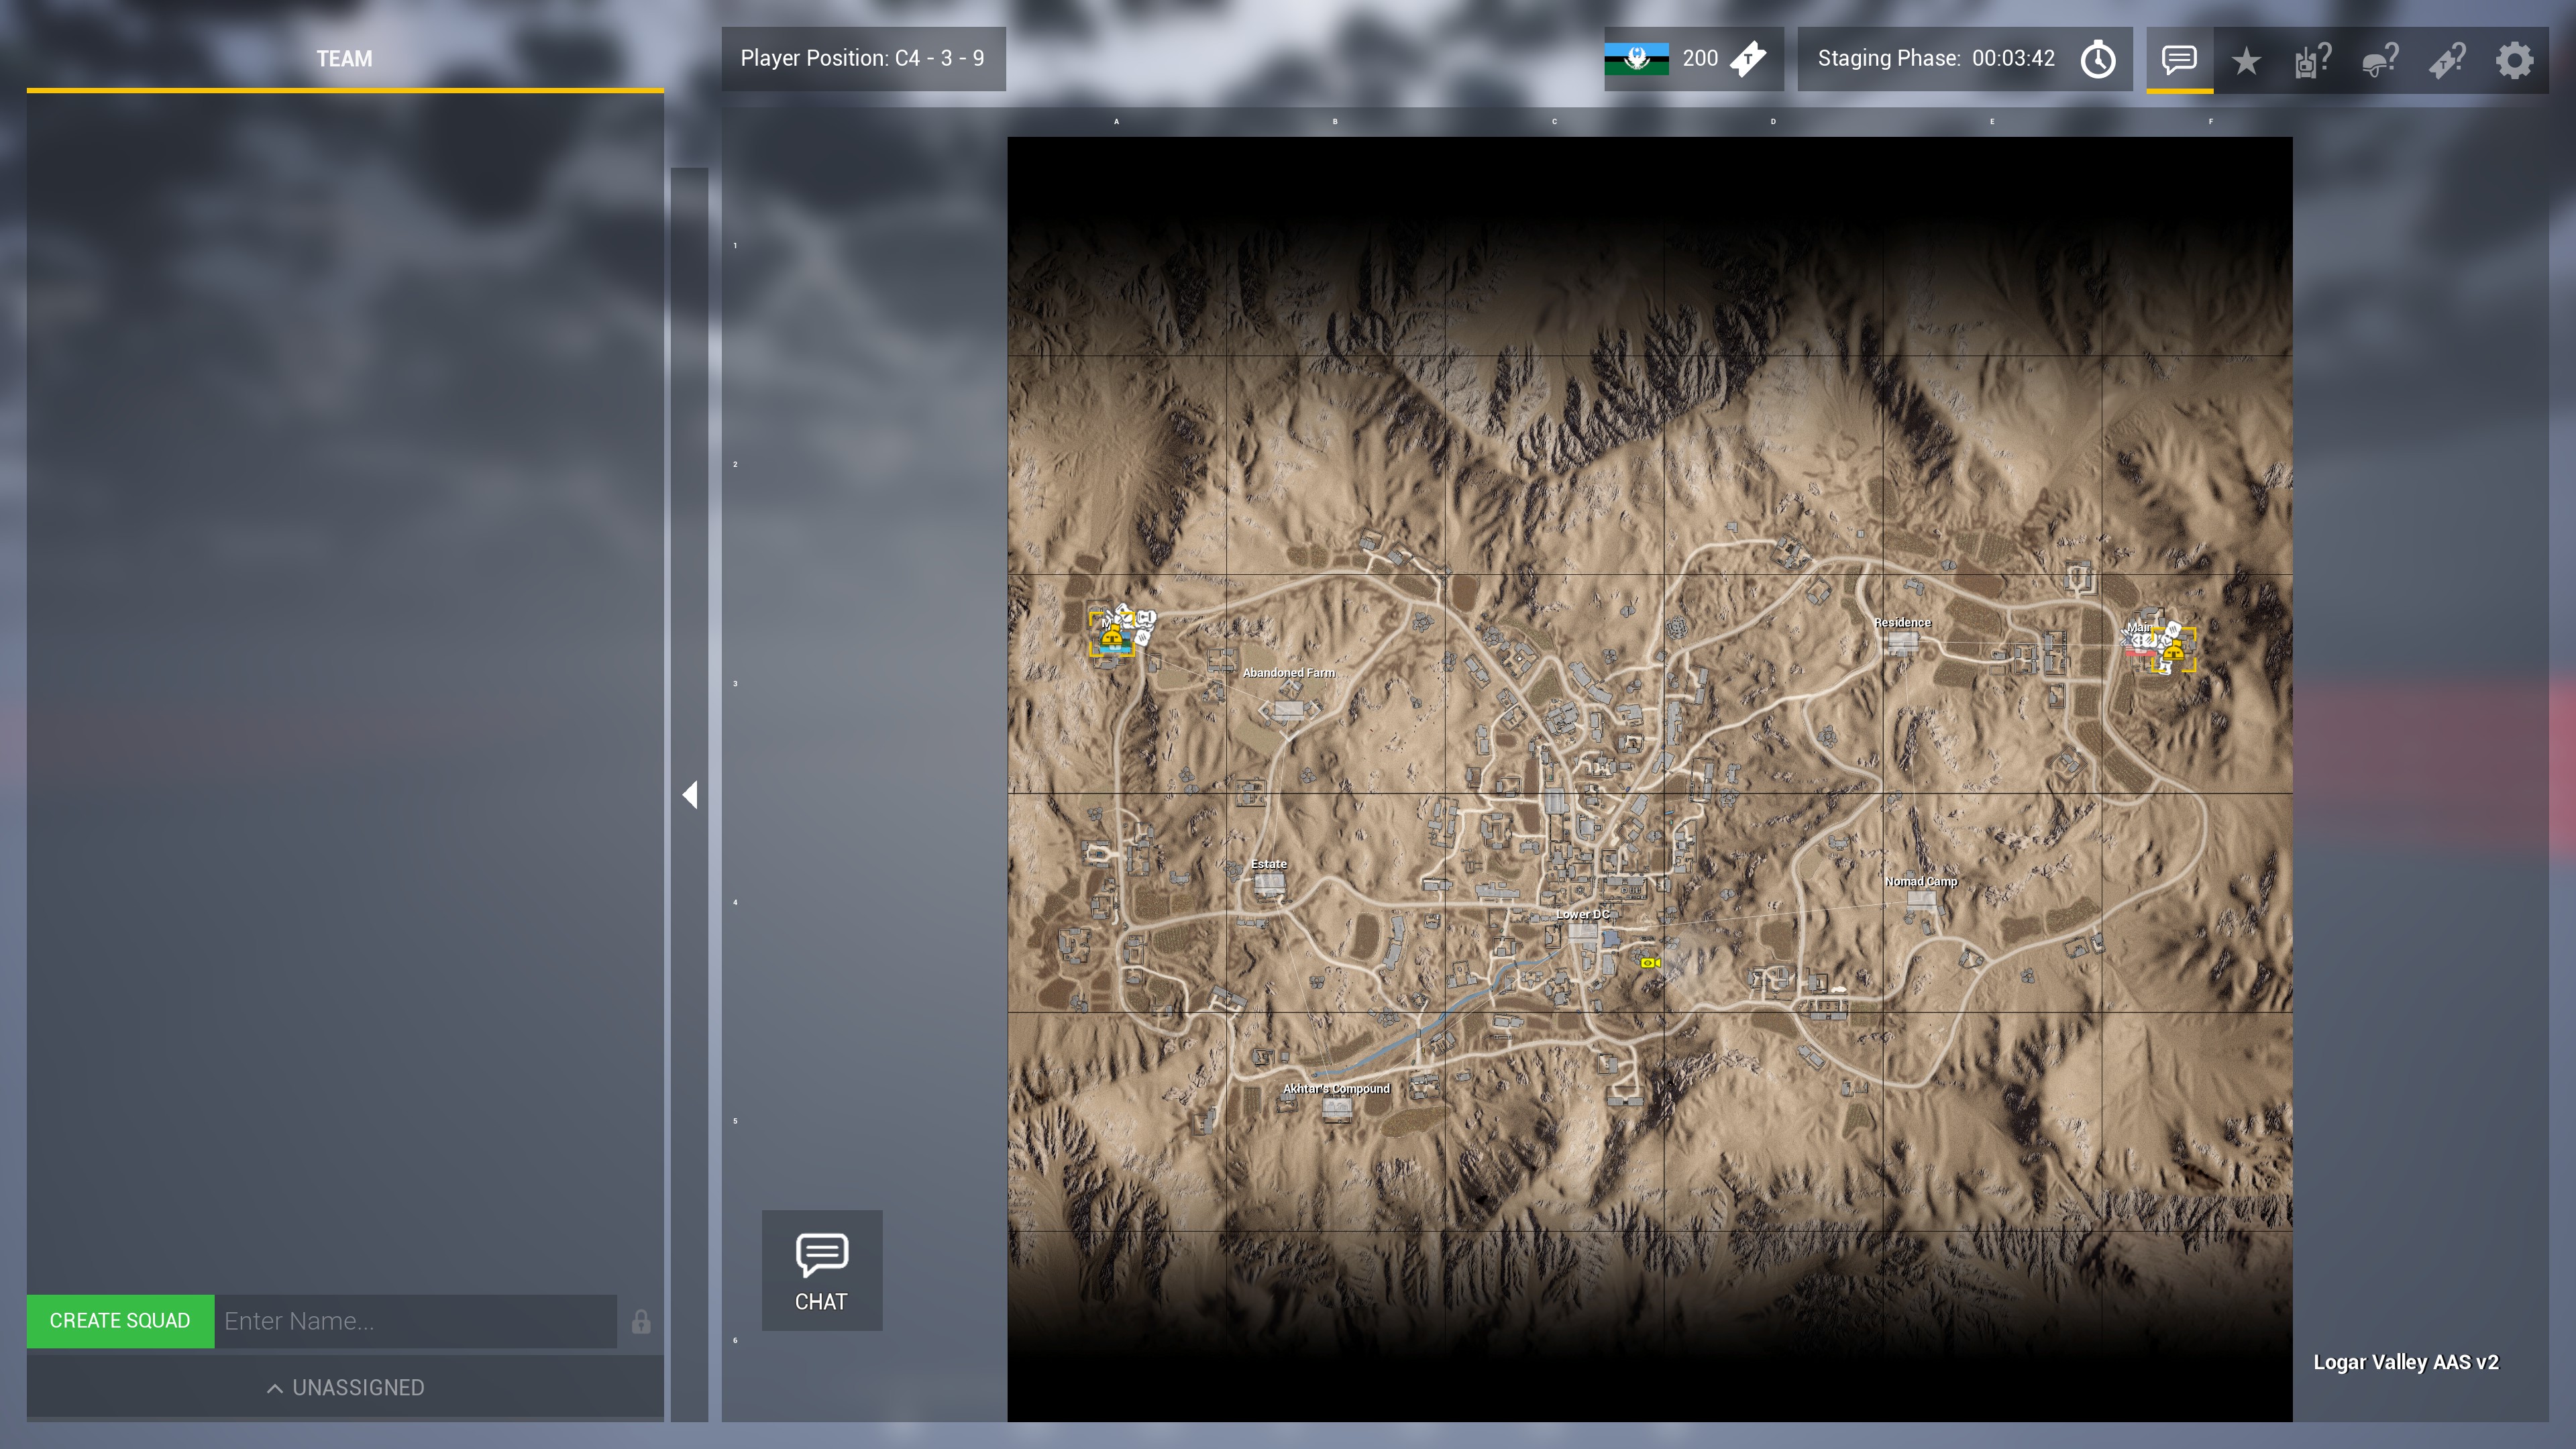 TEAM
Player Position: C4 - 3 - 9
200
T
Staging Phase: 00:03:42
A
B
C
D
E
F
1
2
3
4
5
6
Main
Residence
Abandoned Farm
Estate
Nomad Camp
Lower DC
Akhtar's Compound
CHAT
CREATE SQUAD
Enter Name...
UNASSIGNED
Logar Valley AAS v2